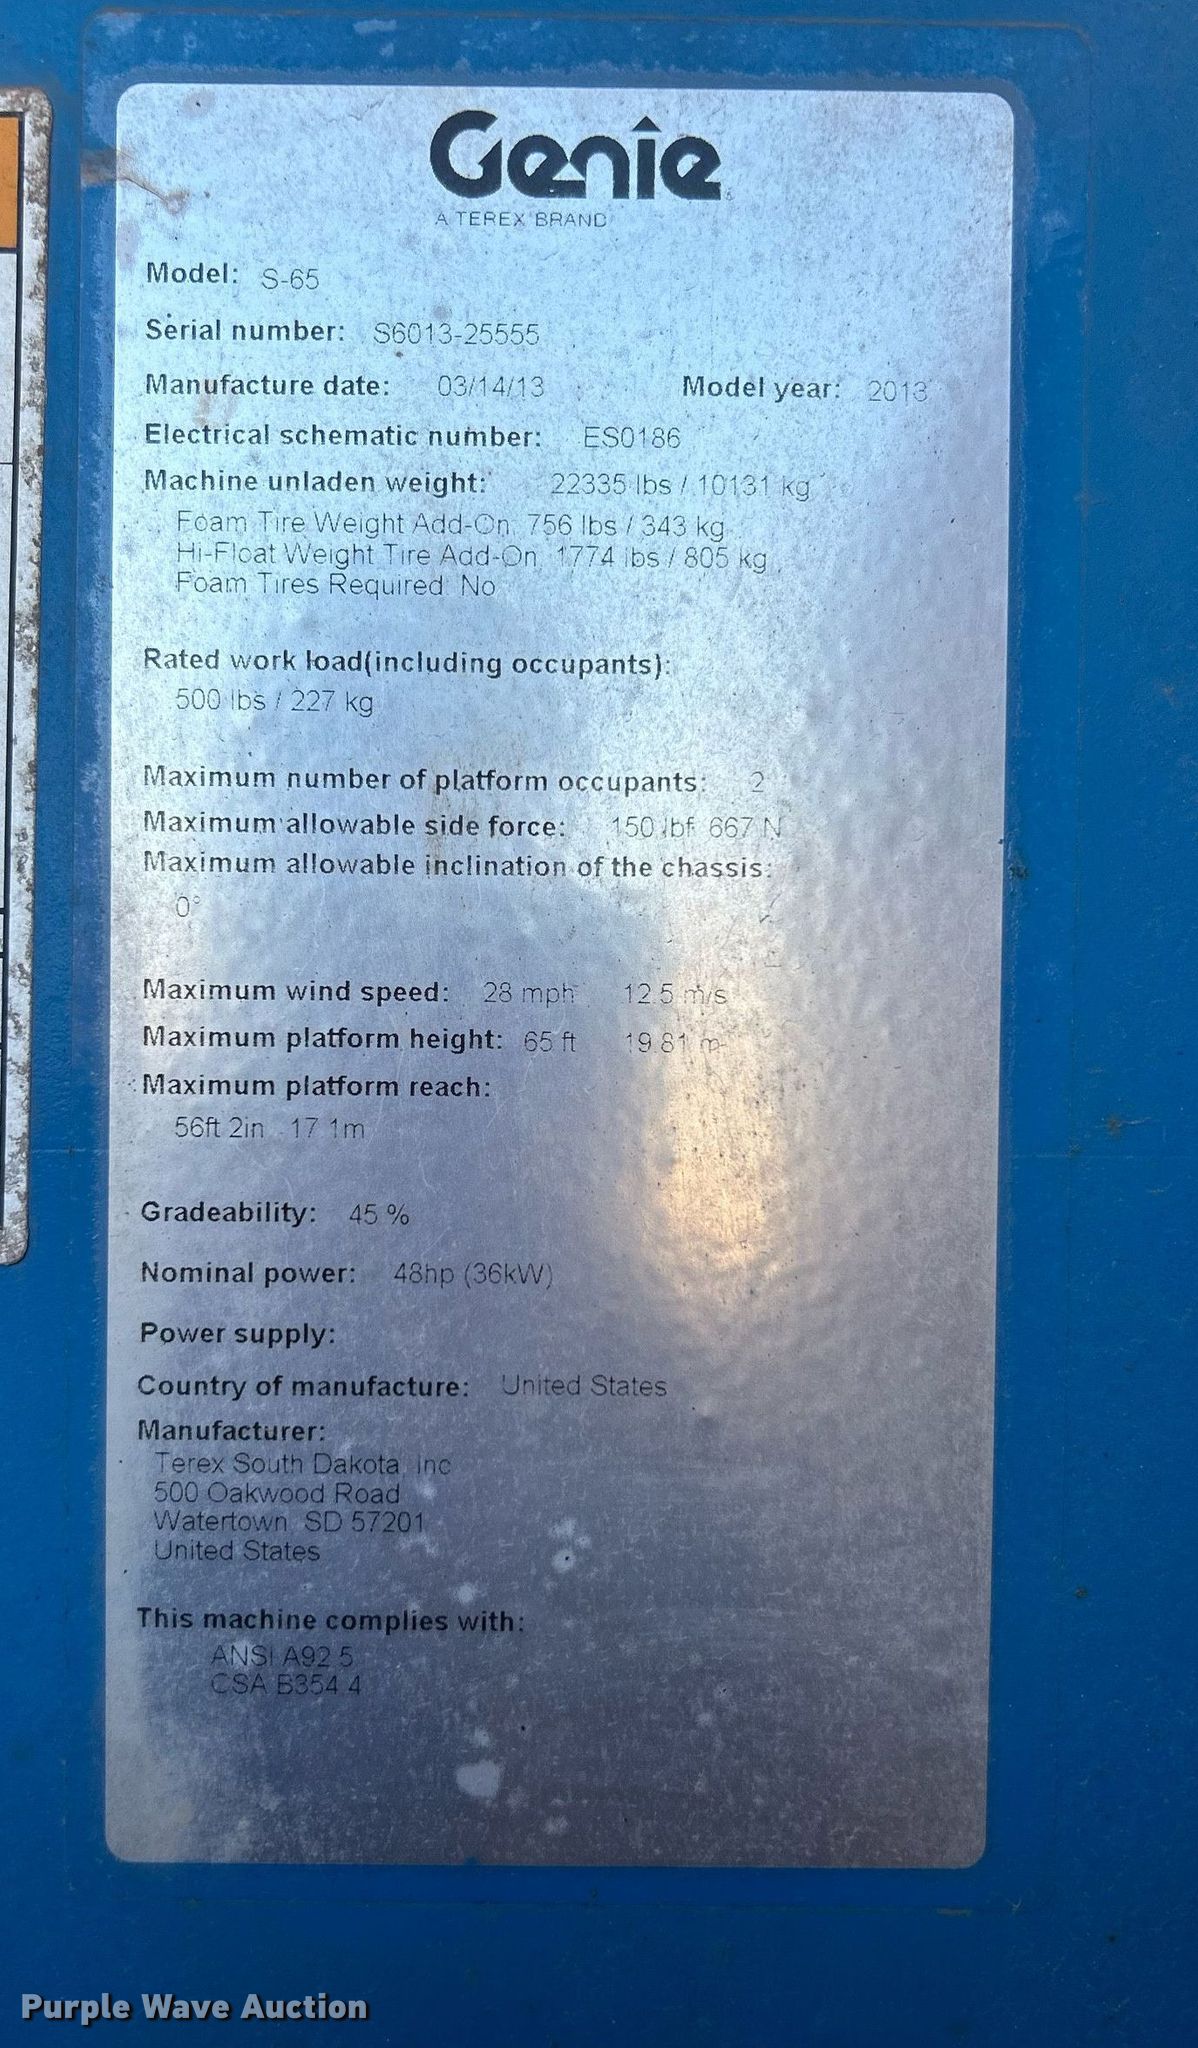 Genie
A TEREX BRAND
Model: S-65
Serial number: S6013-25555
Manufacture date: 03/14/13 Model year: 2013
Electrical schematic number: ES0186
Machine unladen weight: 22335 lbs / 10131 kg
Foam Tire Weight Add-On: 756 lbs / 343 kg
Hi-Float Weight Tire Add-On: 1774 lbs / 805 kg
Foam Tires Required: No
Rated work load(including occupants):
500 lbs / 227 kg
Maximum number of platform occupants: 2
Maximum allowable side force: 150 lbf 667 N
Maximum allowable inclination of the chassis:
0°
Maximum wind speed: 28 mph 12.5 m/s
Maximum platform height: 65 ft 19.81 m
Maximum platform reach:
56ft 2in 17.1m
Gradeability: 45 %
Nominal power: 48hp (36kW)
Power supply:
Country of manufacture: United States
Manufacturer:
Terex South Dakota, Inc
500 Oakwood Road
Watertown, SD 57201
United States
This machine complies with:
ANSI A92.5
CSA B354.4
Purple Wave Auction